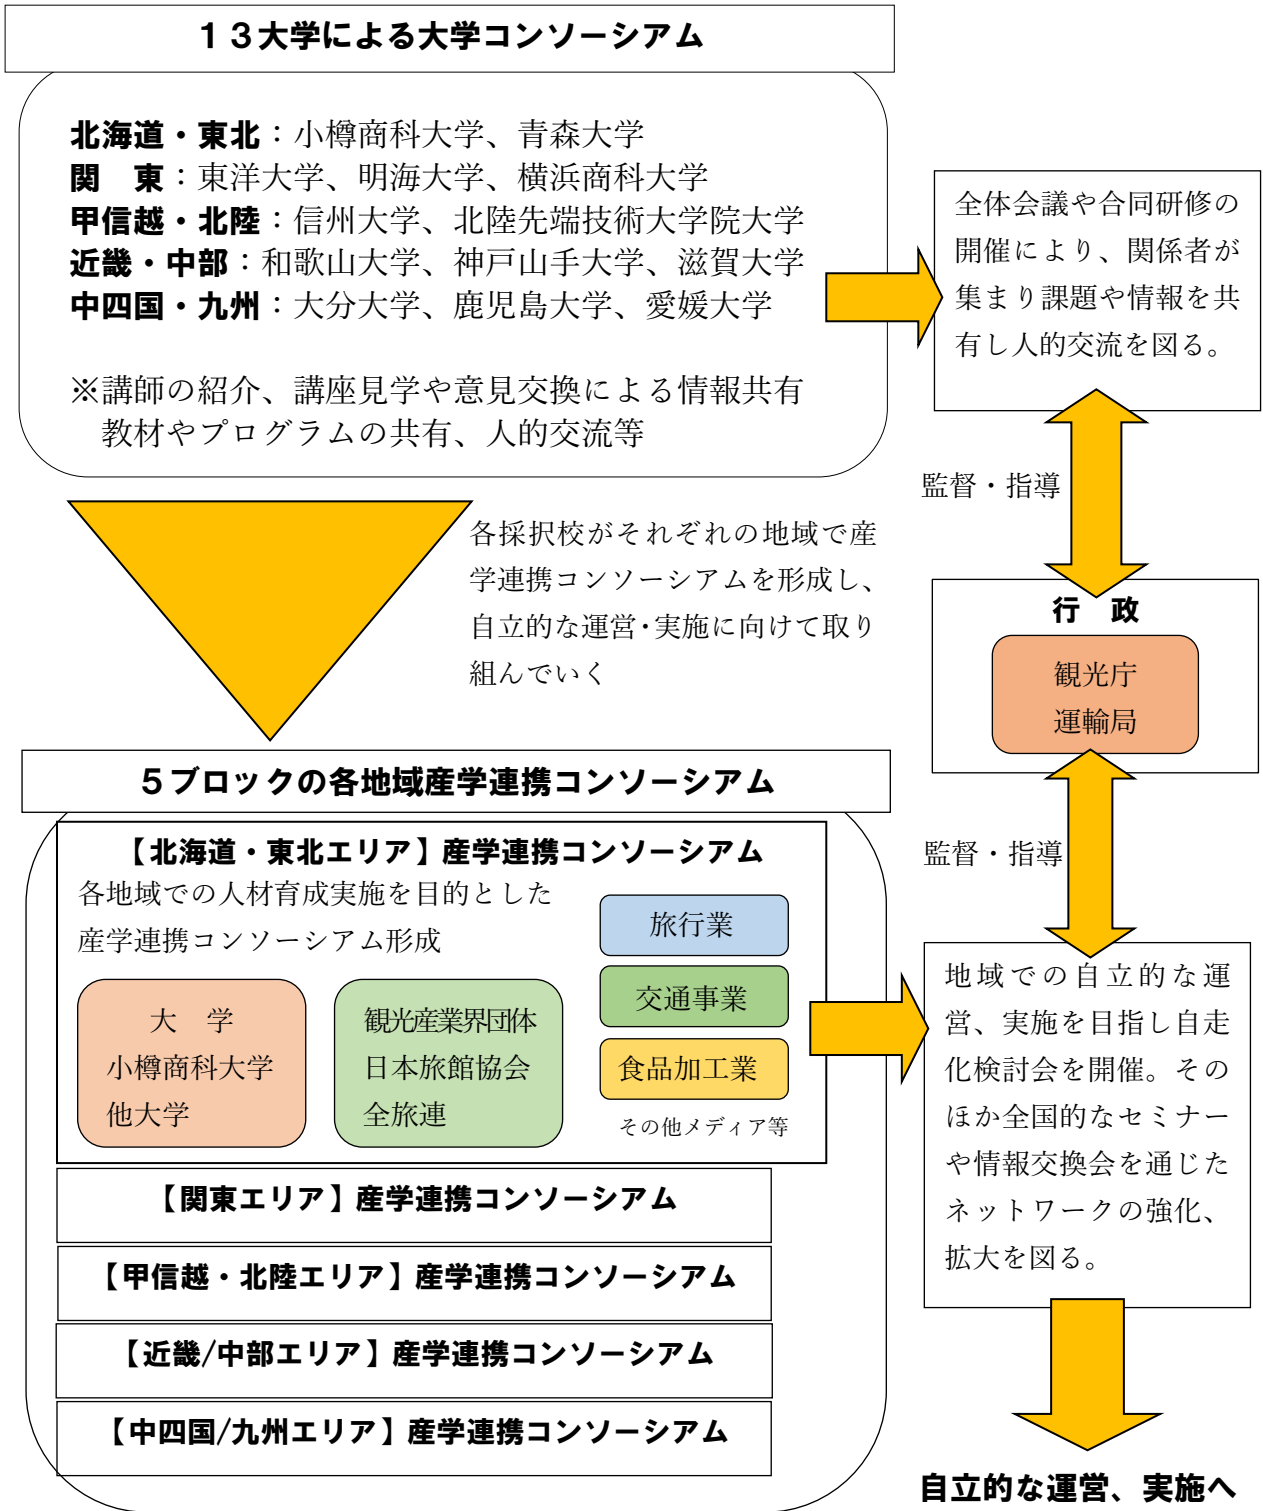 １３大学による大学コンソーシアム
北海道・東北：小樽商科大学、青森大学
関　東：東洋大学、明海大学、横浜商科大学
甲信越・北陸：信州大学、北陸先端技術大学院大学
近畿・中部：和歌山大学、神戸山手大学、滋賀大学
中四国・九州：大分大学、鹿児島大学、愛媛大学
※講師の紹介、講座見学や意見交換による情報共有
教材やプログラムの共有、人的交流等
全体会議や合同研修の
開催により、関係者が
集まり課題や情報を共
有し人的交流を図る。
監督・指導
各採択校がそれぞれの地域で産
学連携コンソーシアムを形成し、
自立的な運営・実施に向けて取り
組んでいく
行　政
観光庁
運輸局
監督・指導
５ブロックの各地域産学連携コンソーシアム
【北海道・東北エリア】産学連携コンソーシアム
各地域での人材育成実施を目的とした
産学連携コンソーシアム形成
大　学
小樽商科大学
他大学
観光産業界団体
日本旅館協会
全旅連
旅行業
交通事業
食品加工業
その他メディア等
【関東エリア】産学連携コンソーシアム
【甲信越・北陸エリア】産学連携コンソーシアム
【近畿/中部エリア】産学連携コンソーシアム
【中四国/九州エリア】産学連携コンソーシアム
地域での自立的な運
営、実施を目指し自走
化検討会を開催。その
ほか全国的なセミナー
や情報交換会を通じた
ネットワークの強化、
拡大を図る。
自立的な運営、実施へ